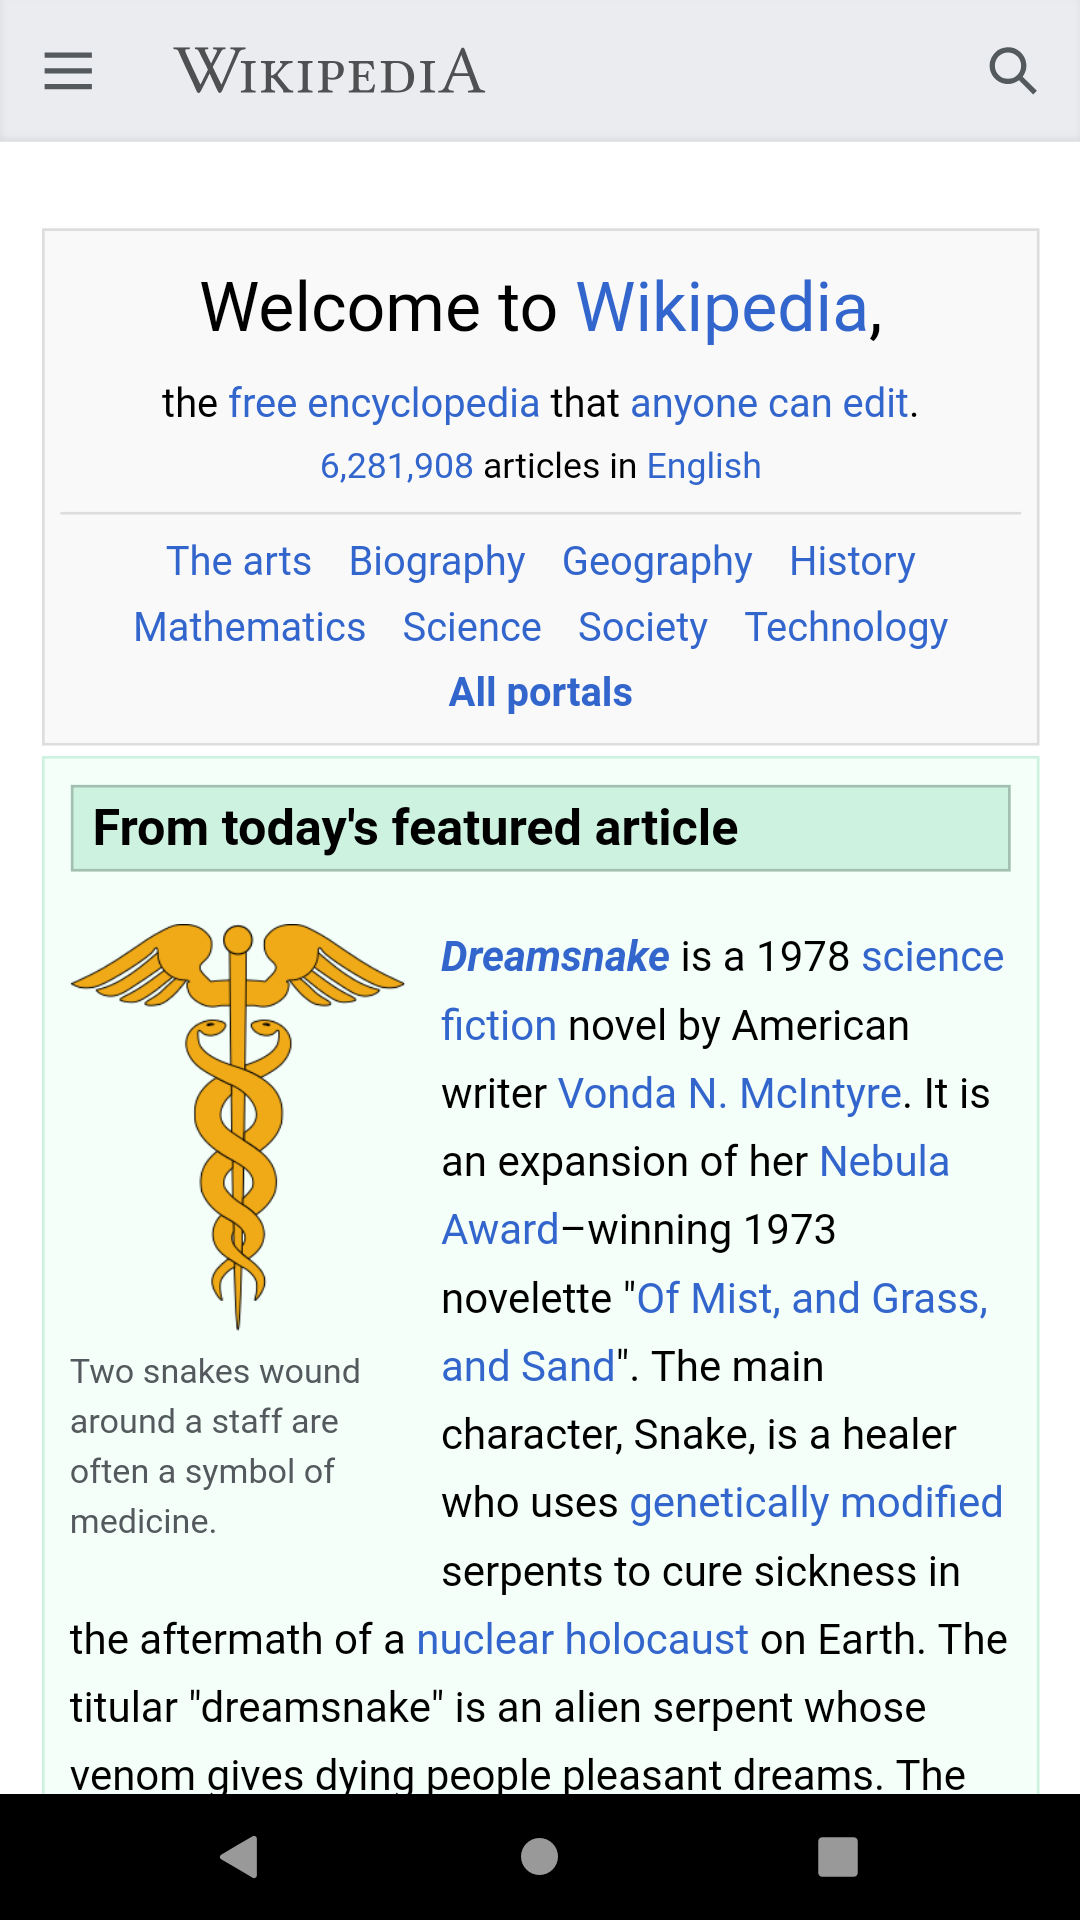 WIKIPEDIA
Welcome to Wikipedia,
the free encyclopedia that anyone can edit.
6,281,908 articles in English
The arts Biography Geography History
Mathematics Science Society Technology
All portals
From today's featured article
Dreamsnake is a 1978 science
fiction novel by American
writer Vonda N. McIntyre. It is
an expansion of her Nebula
Award–winning 1973
novelette "Of Mist, and Grass,
and Sand". The main
character, Snake, is a healer
who uses genetically modified
serpents to cure sickness in
the aftermath of a nuclear holocaust on Earth. The
titular "dreamsnake" is an alien serpent whose
venom gives dying people pleasant dreams. The
Two snakes wound
around a staff are
often a symbol of
medicine.